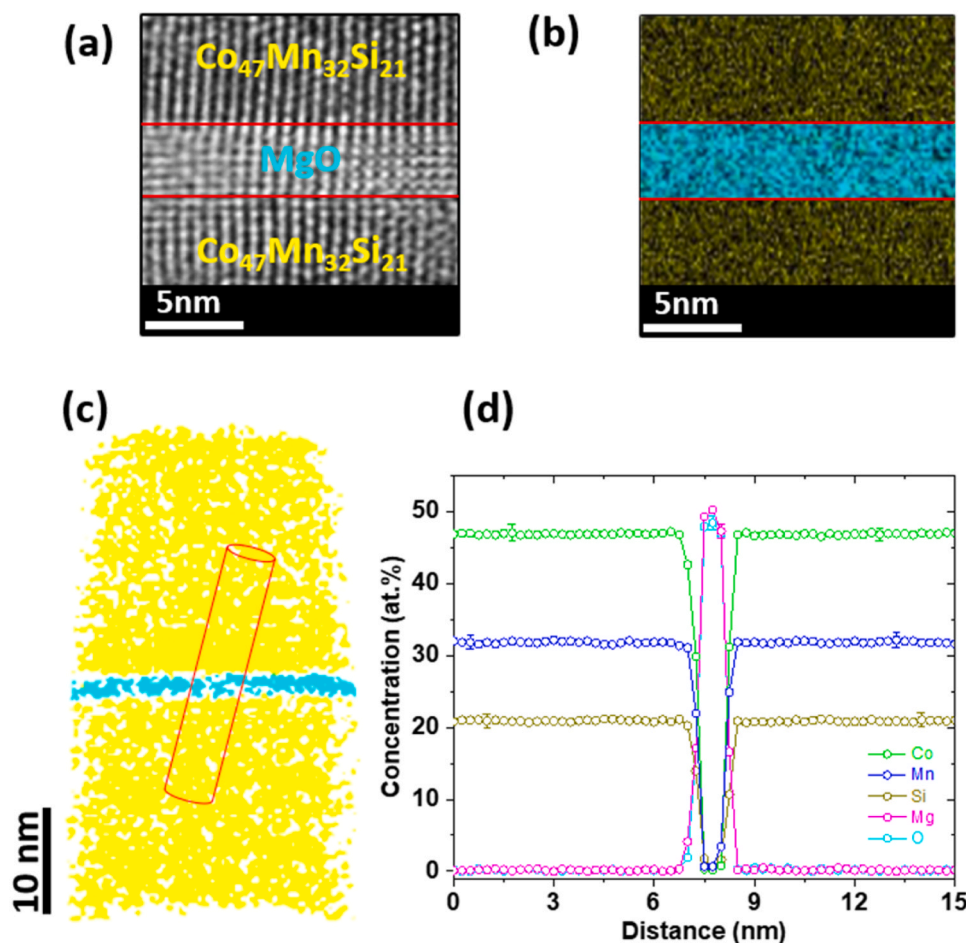 (a)
Co₄₇Mn₃₂Si₂₁
MgO
Co₄₇Mn₃₂Si₂₁
5nm
(b)
5nm
(c)
10 nm
(d)
Concentration (at.%)
50
40
30
20
10
0
Co
Mn
Si
Mg
O
0 3 6 9 12 15
Distance (nm)